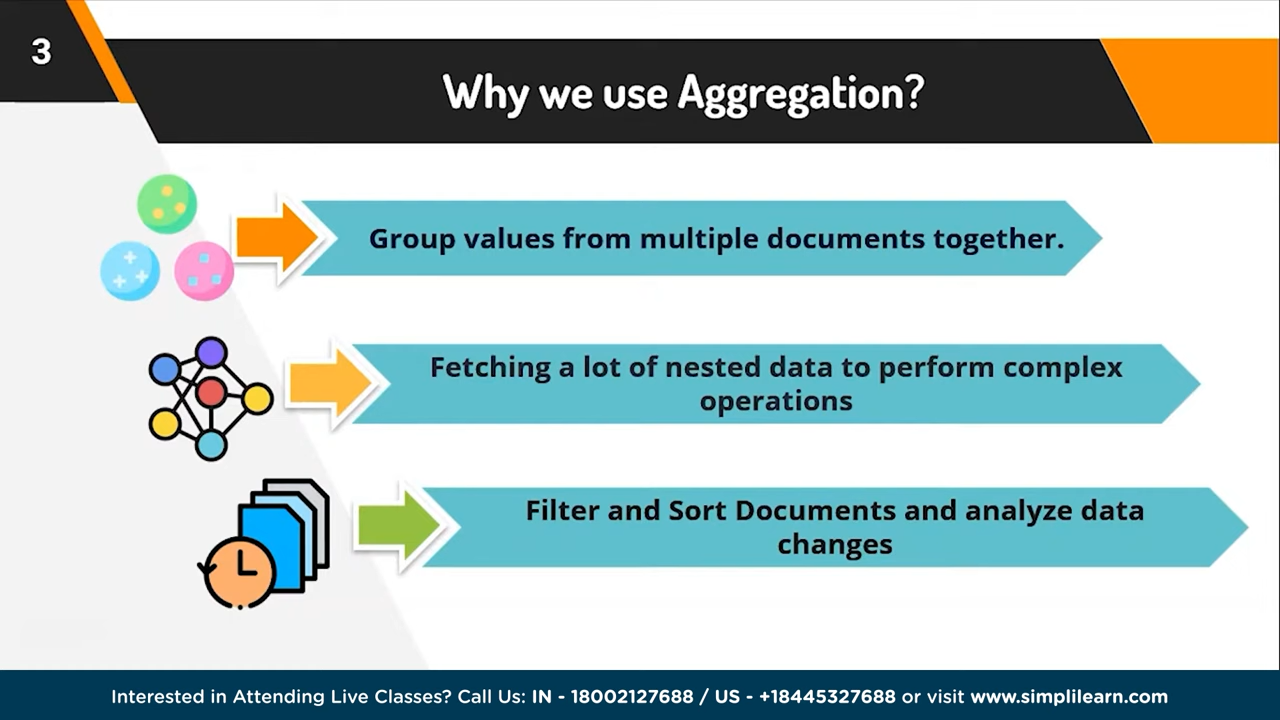 3
Why we use Aggregation?
Group values from multiple documents together.
Fetching a lot of nested data to perform complex
operations
Filter and Sort Documents and analyze data
changes
Interested in Attending Live Classes? Call Us: IN - 18002127688 / US - +18445327688 or visit www.simplilearn.com